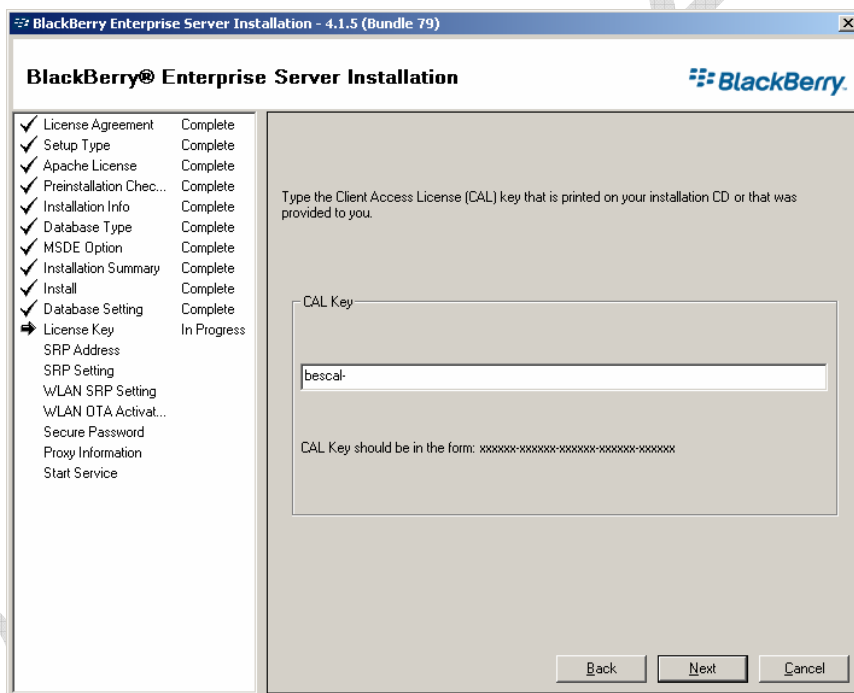 BlackBerry Enterprise Server Installation - 4.1.5 (Bundle 79)
BlackBerry® Enterprise Server Installation
BlackBerry.
License Agreement Complete
Setup Type Complete
Apache License Complete
Preinstallation Chec... Complete
Installation Info Complete
Database Type Complete
MSDE Option Complete
Installation Summary Complete
Install Complete
Database Setting Complete
License Key In Progress
SRP Address
SRP Setting
WLAN SRP Setting
WLAN OTA Activat...
Secure Password
Proxy Information
Start Service
Type the Client Access License (CAL) key that is printed on your installation CD or that was
provided to you.
CAL Key
bescal-
CAL Key should be in the form: xxxxxx-xxxxxx-xxxxxx-xxxxxx-xxxxxx
Back Next Cancel